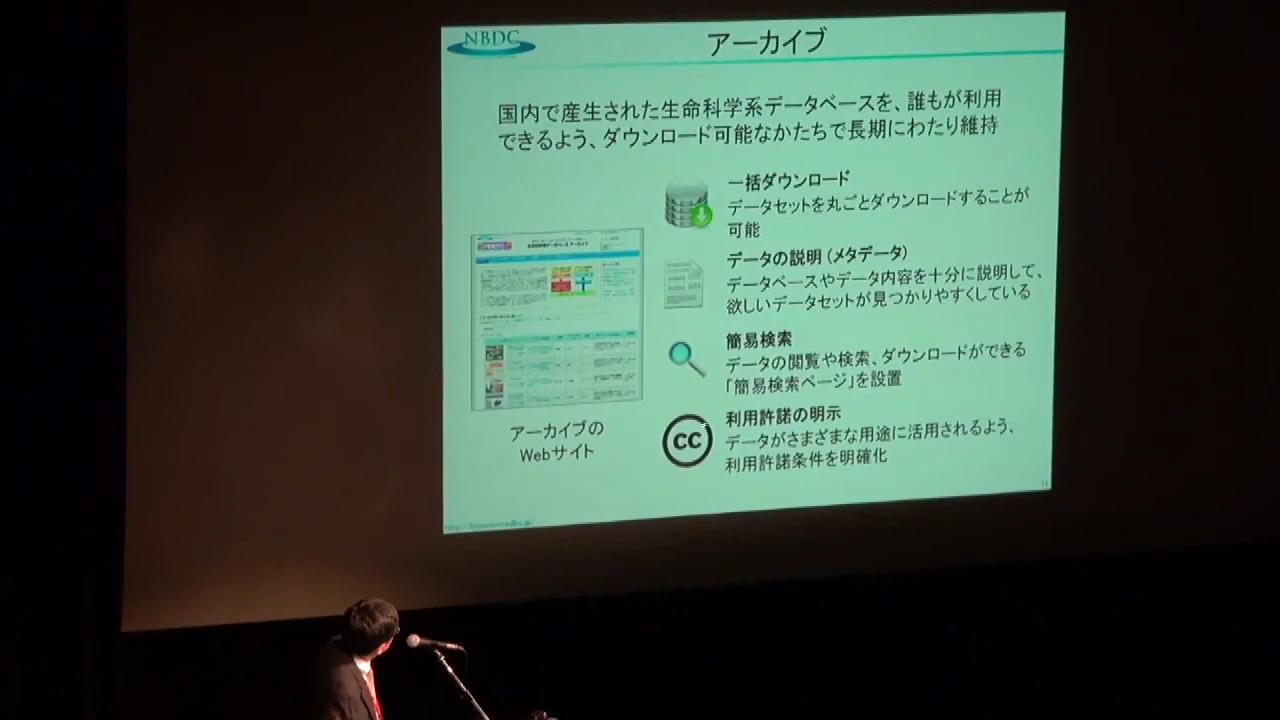 NBDC
アーカイブ
国内で産生された生命科学系データベースを、誰もが利用
できるよう、ダウンロード可能なかたちで長期にわたり維持
一括ダウンロード
データセットを丸ごとダウンロードすることが
可能
データの説明（メタデータ）
データベースやデータ内容を十分に説明して、
欲しいデータセットが見つかりやすくしている
簡易検索
データの閲覧や検索、ダウンロードができる
「簡易検索ページ」を設置
cc
利用許諾の明示
データがさまざまな用途に活用されるよう、
利用許諾条件を明確化
アーカイブの
Webサイト
11